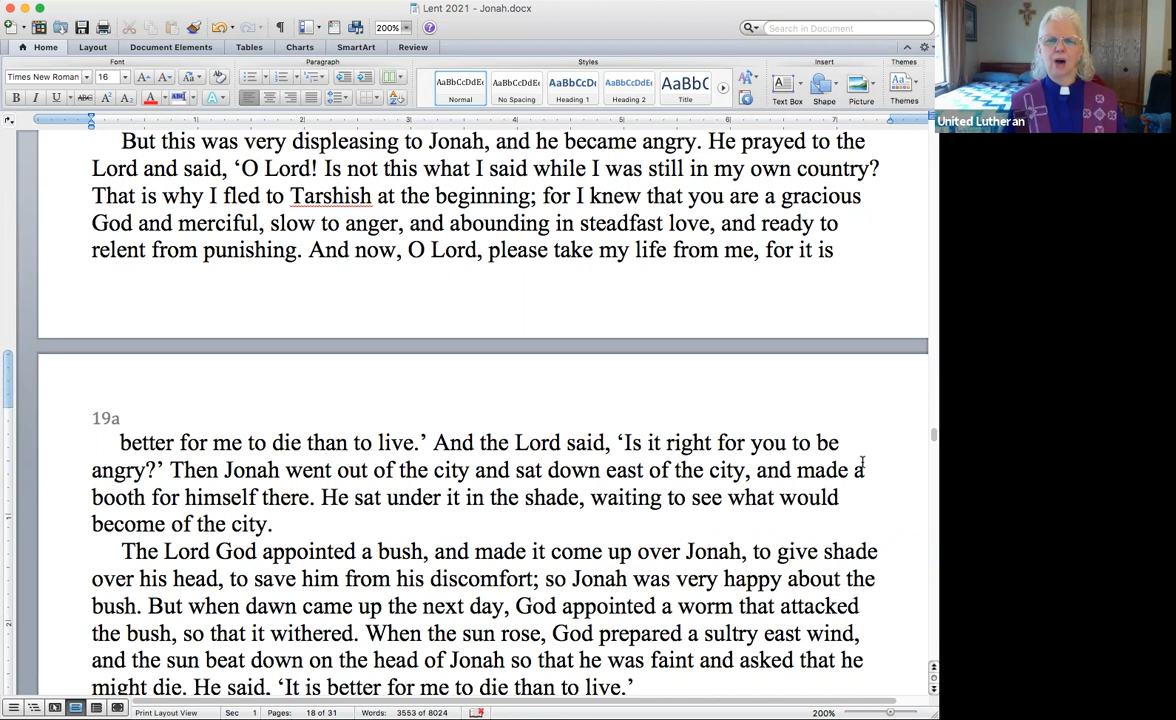 Lent 2021 - Jonah.docx
200%
Search in Document
Home
Layout
Document Elements
Tables
Charts
SmartArt
Review
Font
Paragraph
Styles
Insert
Themes
Times New Roman
16
AaBbCcDdEe
Normal
AaBbCcDdEe
No Spacing
AaBbCcDdE
Heading 1
AaBbCcDdEe
Heading 2
AaBbC
Title
Text Box
Shape
Picture
Themes
United Lutheran
But this was very displeasing to Jonah, and he became angry. He prayed to the
Lord and said, ‘O Lord! Is not this what I said while I was still in my own country?
That is why I fled to Tarshish at the beginning; for I knew that you are a gracious
God and merciful, slow to anger, and abounding in steadfast love, and ready to
relent from punishing. And now, O Lord, please take my life from me, for it is
19a
better for me to die than to live.’ And the Lord said, ‘Is it right for you to be
angry?’ Then Jonah went out of the city and sat down east of the city, and made a
booth for himself there. He sat under it in the shade, waiting to see what would
become of the city.
The Lord God appointed a bush, and made it come up over Jonah, to give shade
over his head, to save him from his discomfort; so Jonah was very happy about the
bush. But when dawn came up the next day, God appointed a worm that attacked
the bush, so that it withered. When the sun rose, God prepared a sultry east wind,
and the sun beat down on the head of Jonah so that he was faint and asked that he
might die. He said, ‘It is better for me to die than to live.’
Print Layout View
Sec 1
Pages: 18 of 31
Words: 3553 of 8024
200%